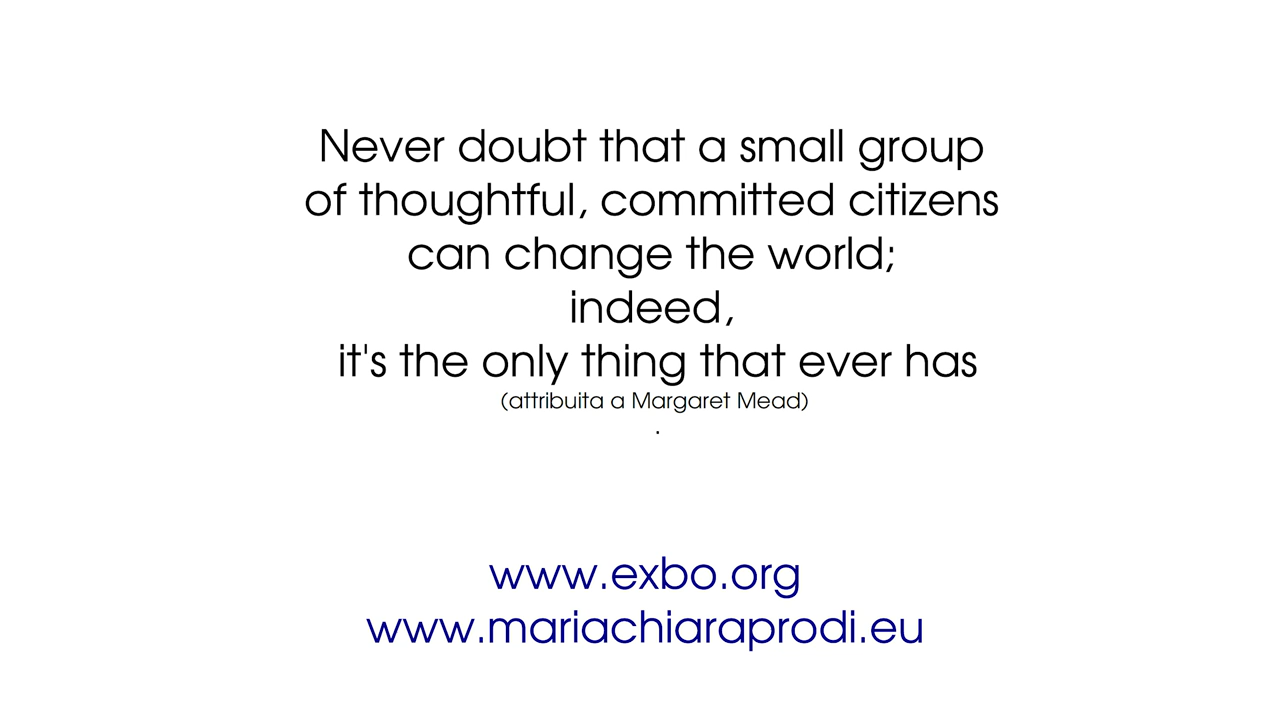 Never doubt that a small group
of thoughtful, committed citizens
can change the world;
indeed,
it's the only thing that ever has
(attribuita a Margaret Mead)
.
www.exbo.org
www.mariachiaraprodi.eu